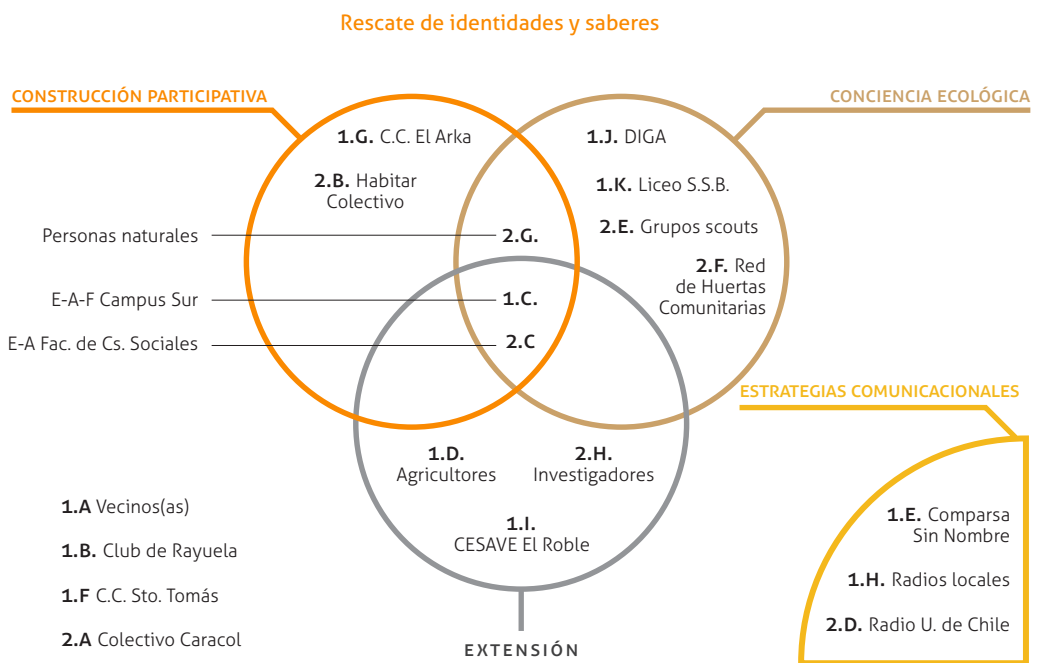 Rescate de identidades y saberes
CONSTRUCCIÓN PARTICIPATIVA
CONCIENCIA ECOLÓGICA
1.G. C.C. El Arka
2.B. Habitar
Colectivo
1.J. DIGA
1.K. Liceo S.S.B.
2.E. Grupos scouts
2.F. Red
de Huertas
Comunitarias
Personas naturales
2.G.
E-A-F Campus Sur
1.C.
E-A Fac. de Cs. Sociales
2.C
ESTRATEGIAS COMUNICACIONALES
1.D.
Agricultores
2.H.
Investigadores
1.I.
CESAVE El Roble
EXTENSIÓN
1.A Vecinos(as)
1.B. Club de Rayuela
1.F C.C. Sto. Tomás
2.A Colectivo Caracol
1.E. Comparsa
Sin Nombre
1.H. Radios locales
2.D. Radio U. de Chile